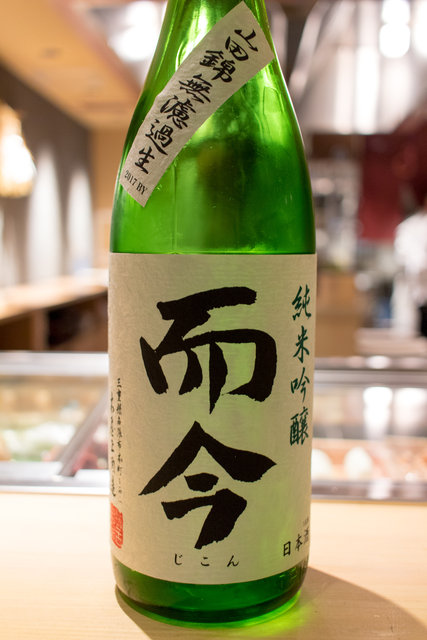 山田錦無濾過生
2017 BY
純米吟醸
而今
じこん
日本酒